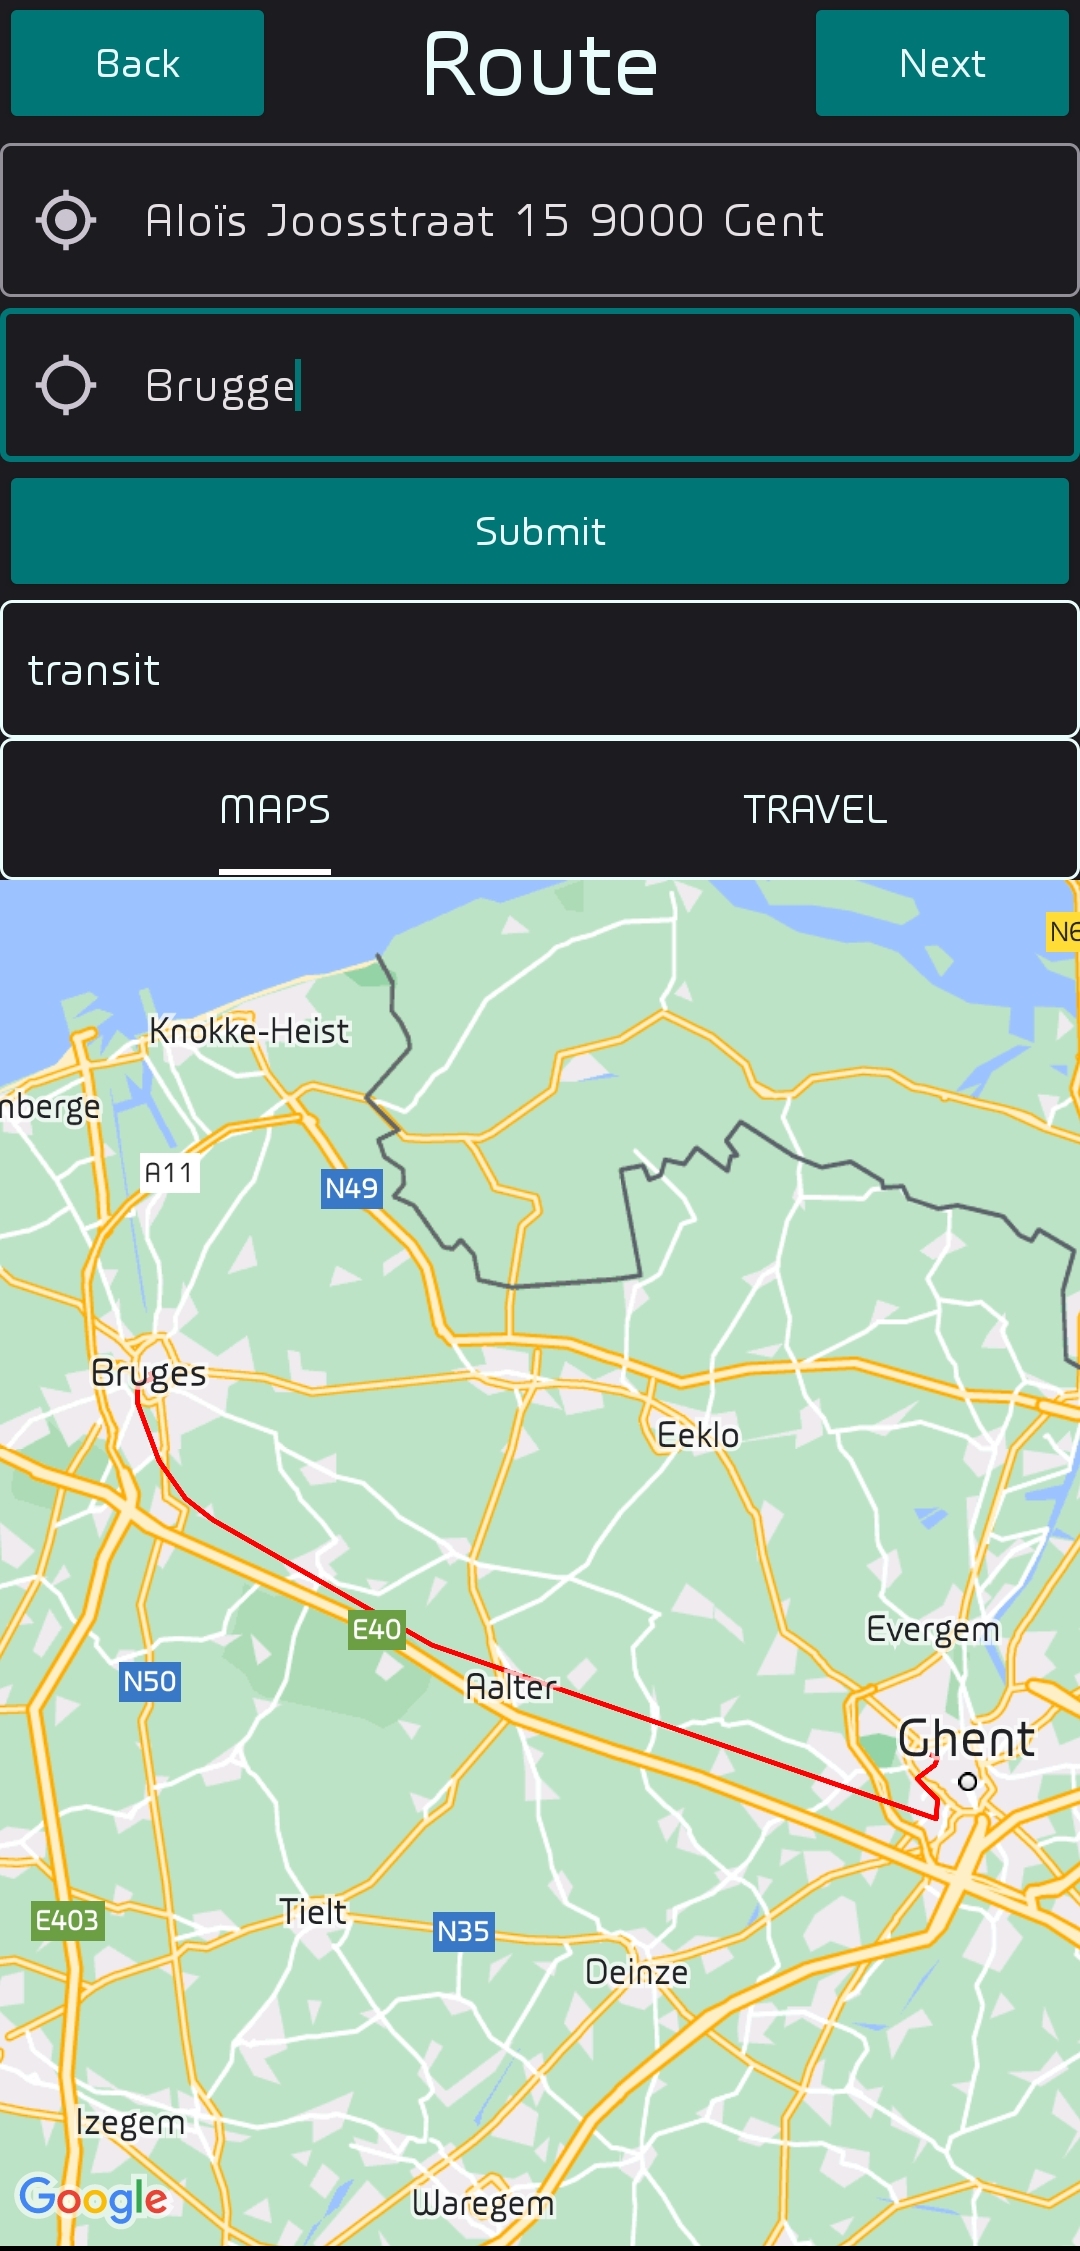 Back Route Next
Aloïs Joosstraat 15 9000 Gent
Brugge
Submit
transit
MAPS TRAVEL
N6
Knokke-Heist
nberge
A11
N49
Bruges
Eeklo
E40
Evergem
N50
Aalter
Ghent
Tielt
E403
N35
Deinze
Izegem
Google
Waregem